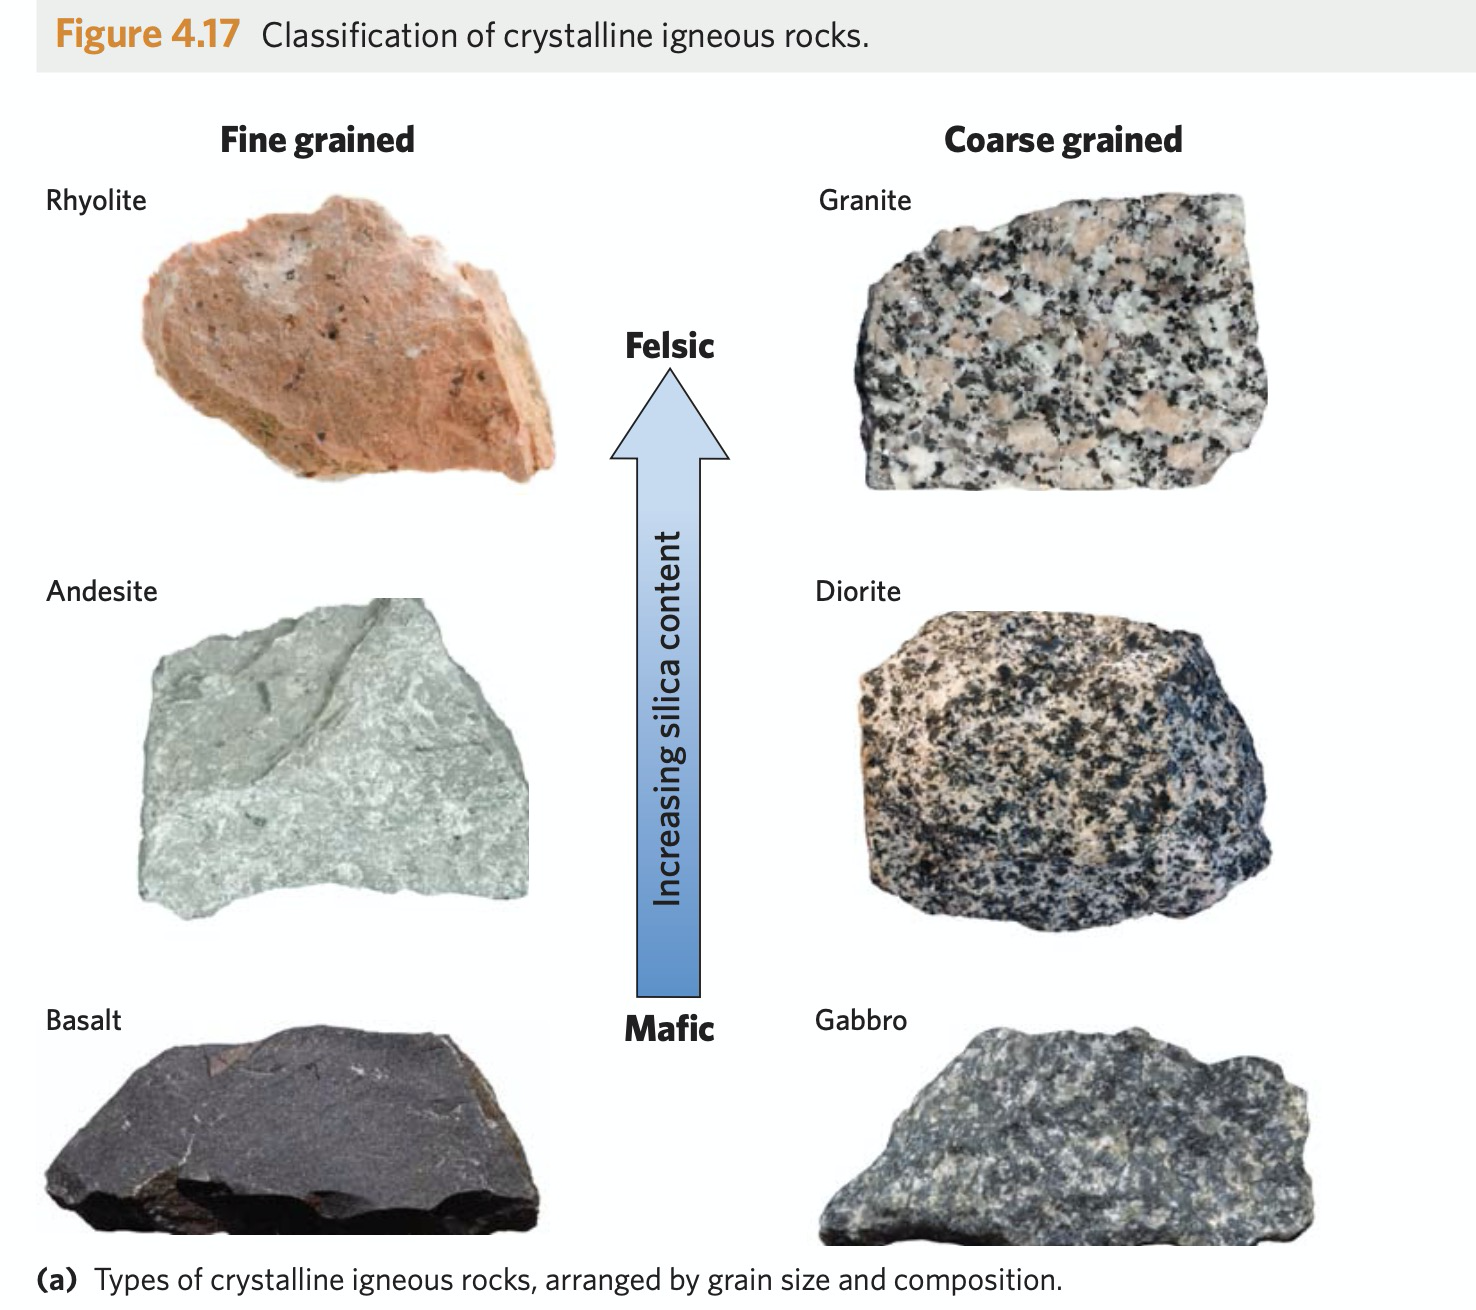 Figure 4.17 Classification of crystalline igneous rocks.
Fine grained
Coarse grained
Rhyolite
Granite
Felsic
Increasing silica content
Andesite
Diorite
Basalt
Mafic
Gabbro
(a) Types of crystalline igneous rocks, arranged by grain size and composition.